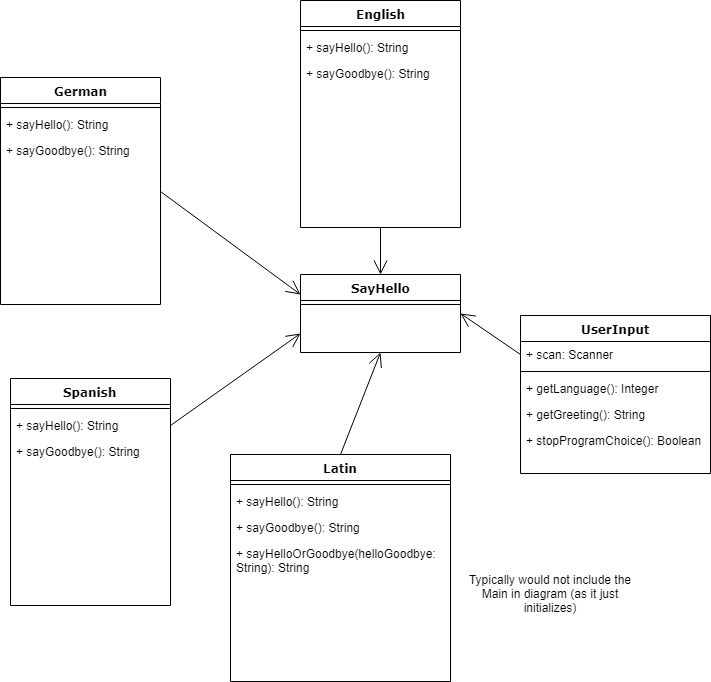 English
+ sayHello(): String
+ sayGoodbye(): String
German
+ sayHello(): String
+ sayGoodbye(): String
SayHello
UserInput
+ scan: Scanner
+ getLanguage(): Integer
+ getGreeting(): String
+ stopProgramChoice(): Boolean
Spanish
+ sayHello(): String
+ sayGoodbye(): String
Latin
+ sayHello(): String
+ sayGoodbye(): String
+ sayHelloOrGoodbye(helloGoodbye:
String): String
Typically would not include the
Main in diagram (as it just
initializes)